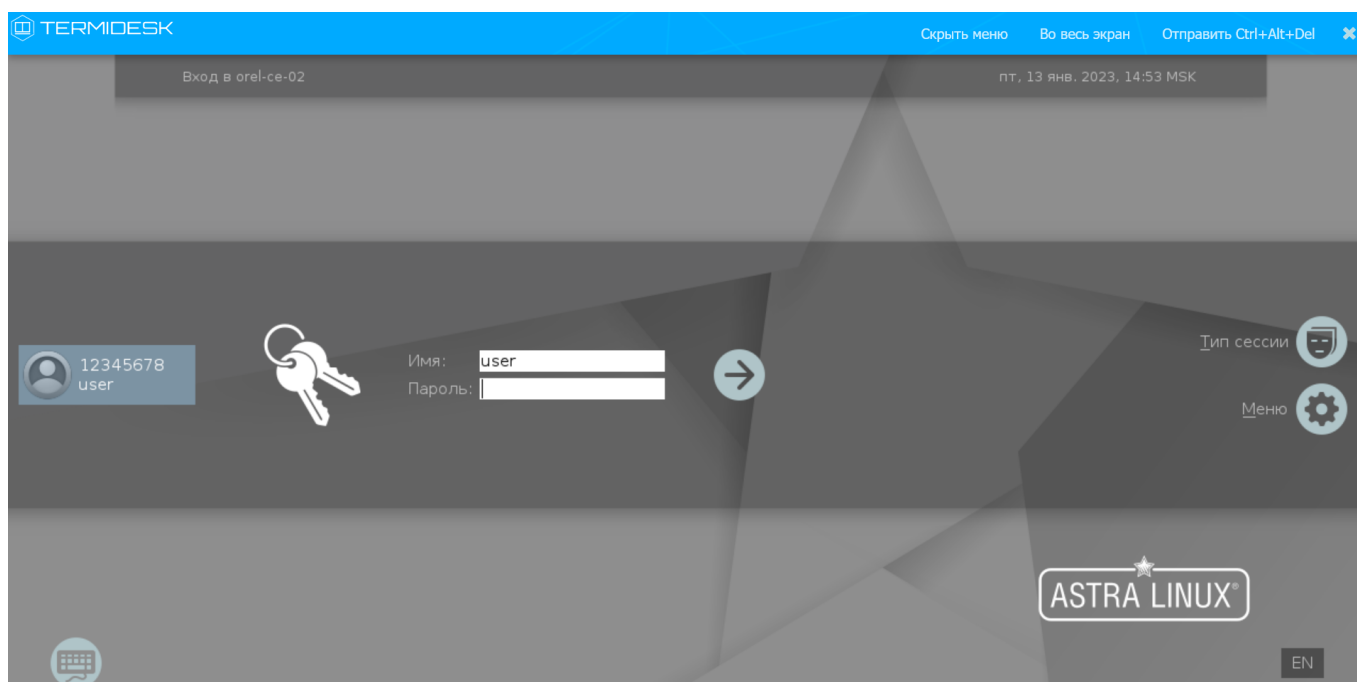 TERMIDESK
Скрыть меню Во весь экран Отправить Ctrl+Alt+Del
Вход в orel-ce-02
пт, 13 янв. 2023, 14:53 MSK
12345678
user
Имя: user
Пароль:
Тип сессии
Меню
ASTRA LINUX®
EN